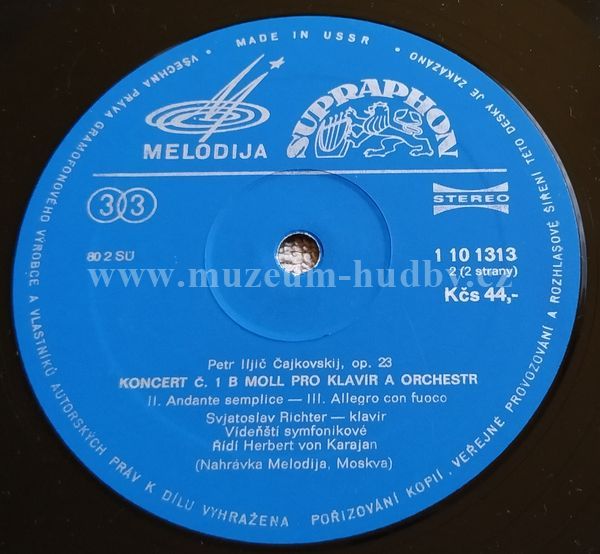 MADE IN USSR
VŠECHNA PRÁVA GRAMOFONOVÉHO VÝROBCE A VLASTNÍKŮ AUTORSKÝCH PRÁV K DÍLU VYHRAŽENA. POŘIZOVÁNÍ KOPIÍ, VEŘEJNÉ PROVOZOVÁNÍ A ROZHLASOVÉ ŠÍŘENÍ TÉTO DESKY JE ZAKÁZÁNO
MELÓDIJA
SUPRAPHON
33
STEREO
80 2 SU
1 10 1313
2 (2 strany)
Kčs 44,-
www.muzeum-hudby.cz
Petr Iljič Čajkovskij, op. 23
KONCERT Č. 1 B MOLL PRO KLAVÍR A ORCHESTR
II. Andante semplice — III. Allegro con fuoco
Svjatoslav Richter — klavír
Vídeňští symfonikové
Řídí Herbert von Karajan
(Nahrávka Melodija, Moskva)